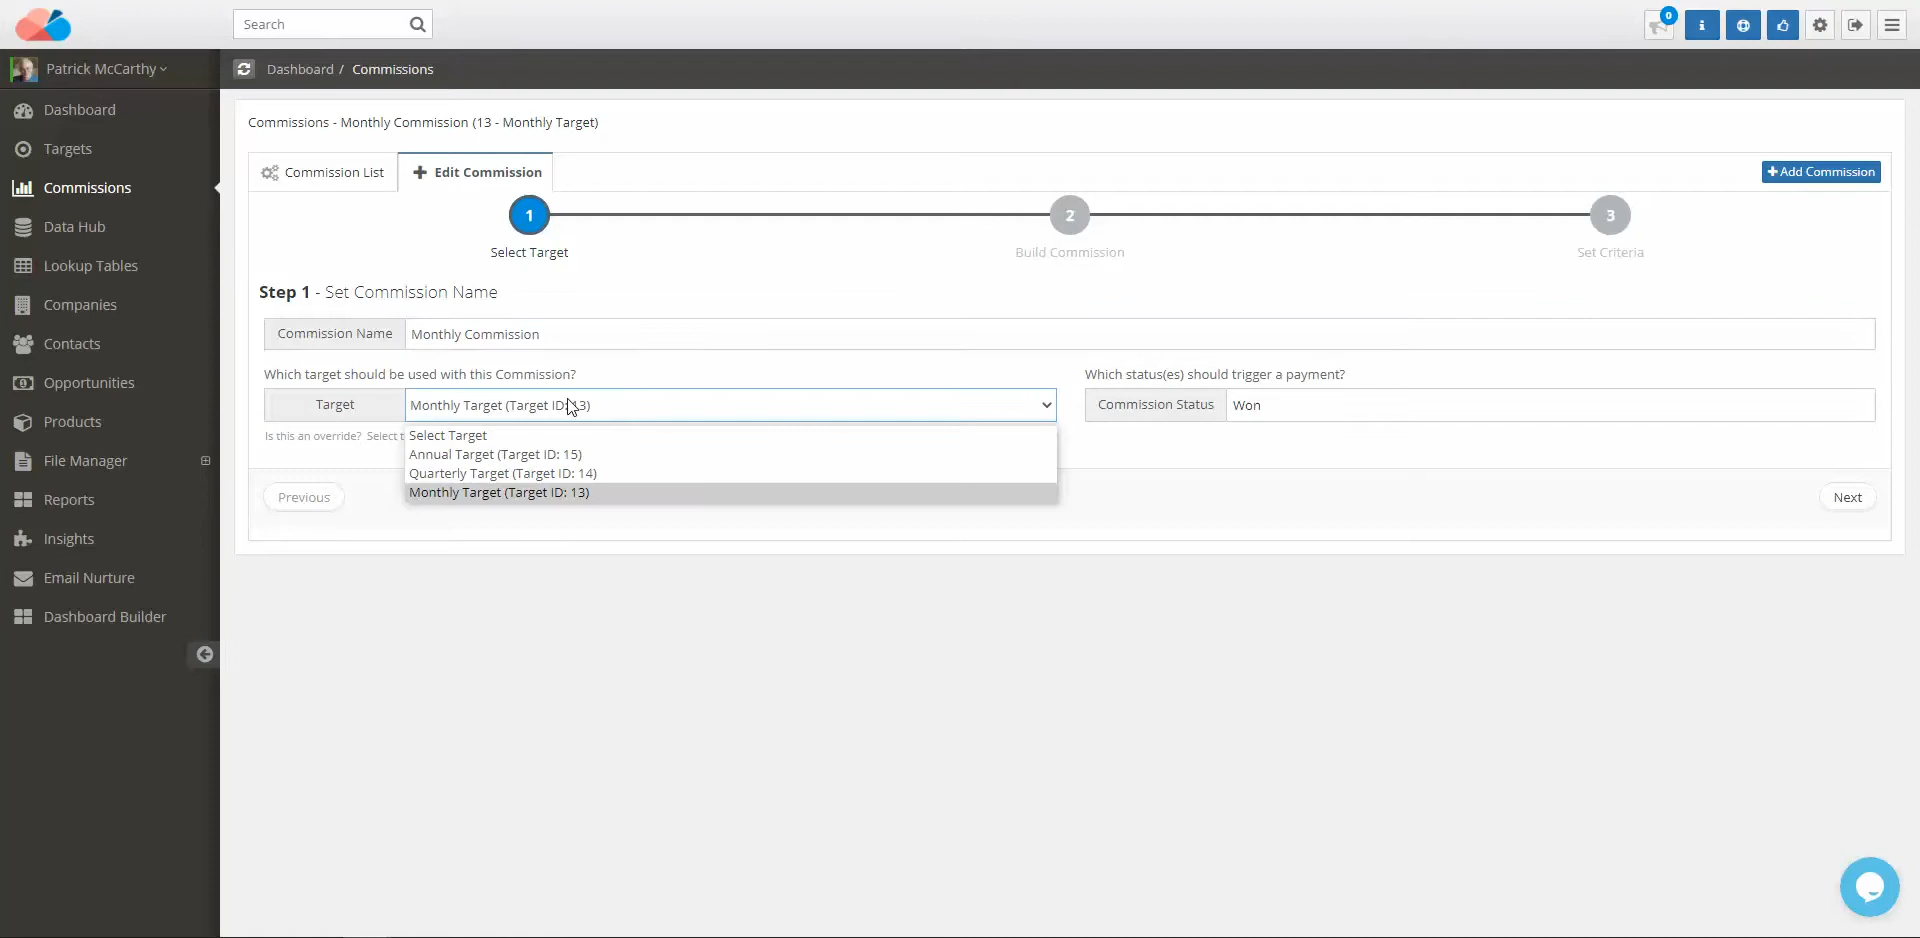 Search
0
Patrick McCarthy
Dashboard / Commissions
Dashboard
Targets
Commissions
Data Hub
Lookup Tables
Companies
Contacts
Opportunities
Products
File Manager
Reports
Insights
Email Nurture
Dashboard Builder
Commissions - Monthly Commission (13 - Monthly Target)
Commission List
Edit Commission
Add Commission
1
2
3
Select Target
Build Commission
Set Criteria
Step 1 - Set Commission Name
Commission Name
Monthly Commission
Which target should be used with this Commission?
Which status(es) should trigger a payment?
Target
Monthly Target (Target ID: 13)
Commission Status
Won
Is this an override? Select
Select Target
Annual Target (Target ID: 15)
Quarterly Target (Target ID: 14)
Monthly Target (Target ID: 13)
Previous
Next